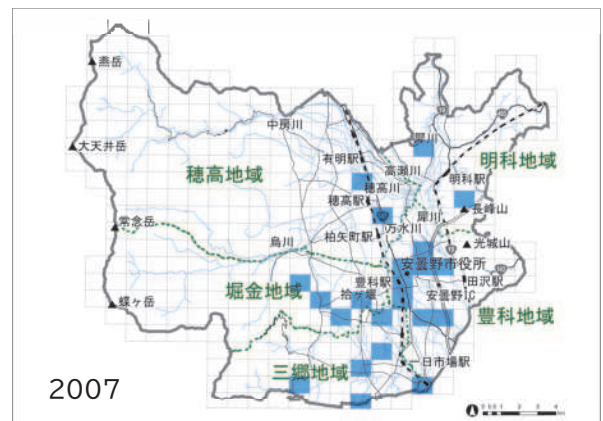 燕岳
中房川
犀川
大天井岳
有明駅
高瀬川
明科地域
穂高地域
穂高川
明科駅
穂高駅
長峰山
常念岳
万水川
犀川
烏川
柏矢町駅
光城山
安曇野市役所
豊科駅
田沢駅
堀金地域
拾ヶ堰
安曇野IC
蝶ヶ岳
豊科地域
一日市場駅
三郷地域
2007